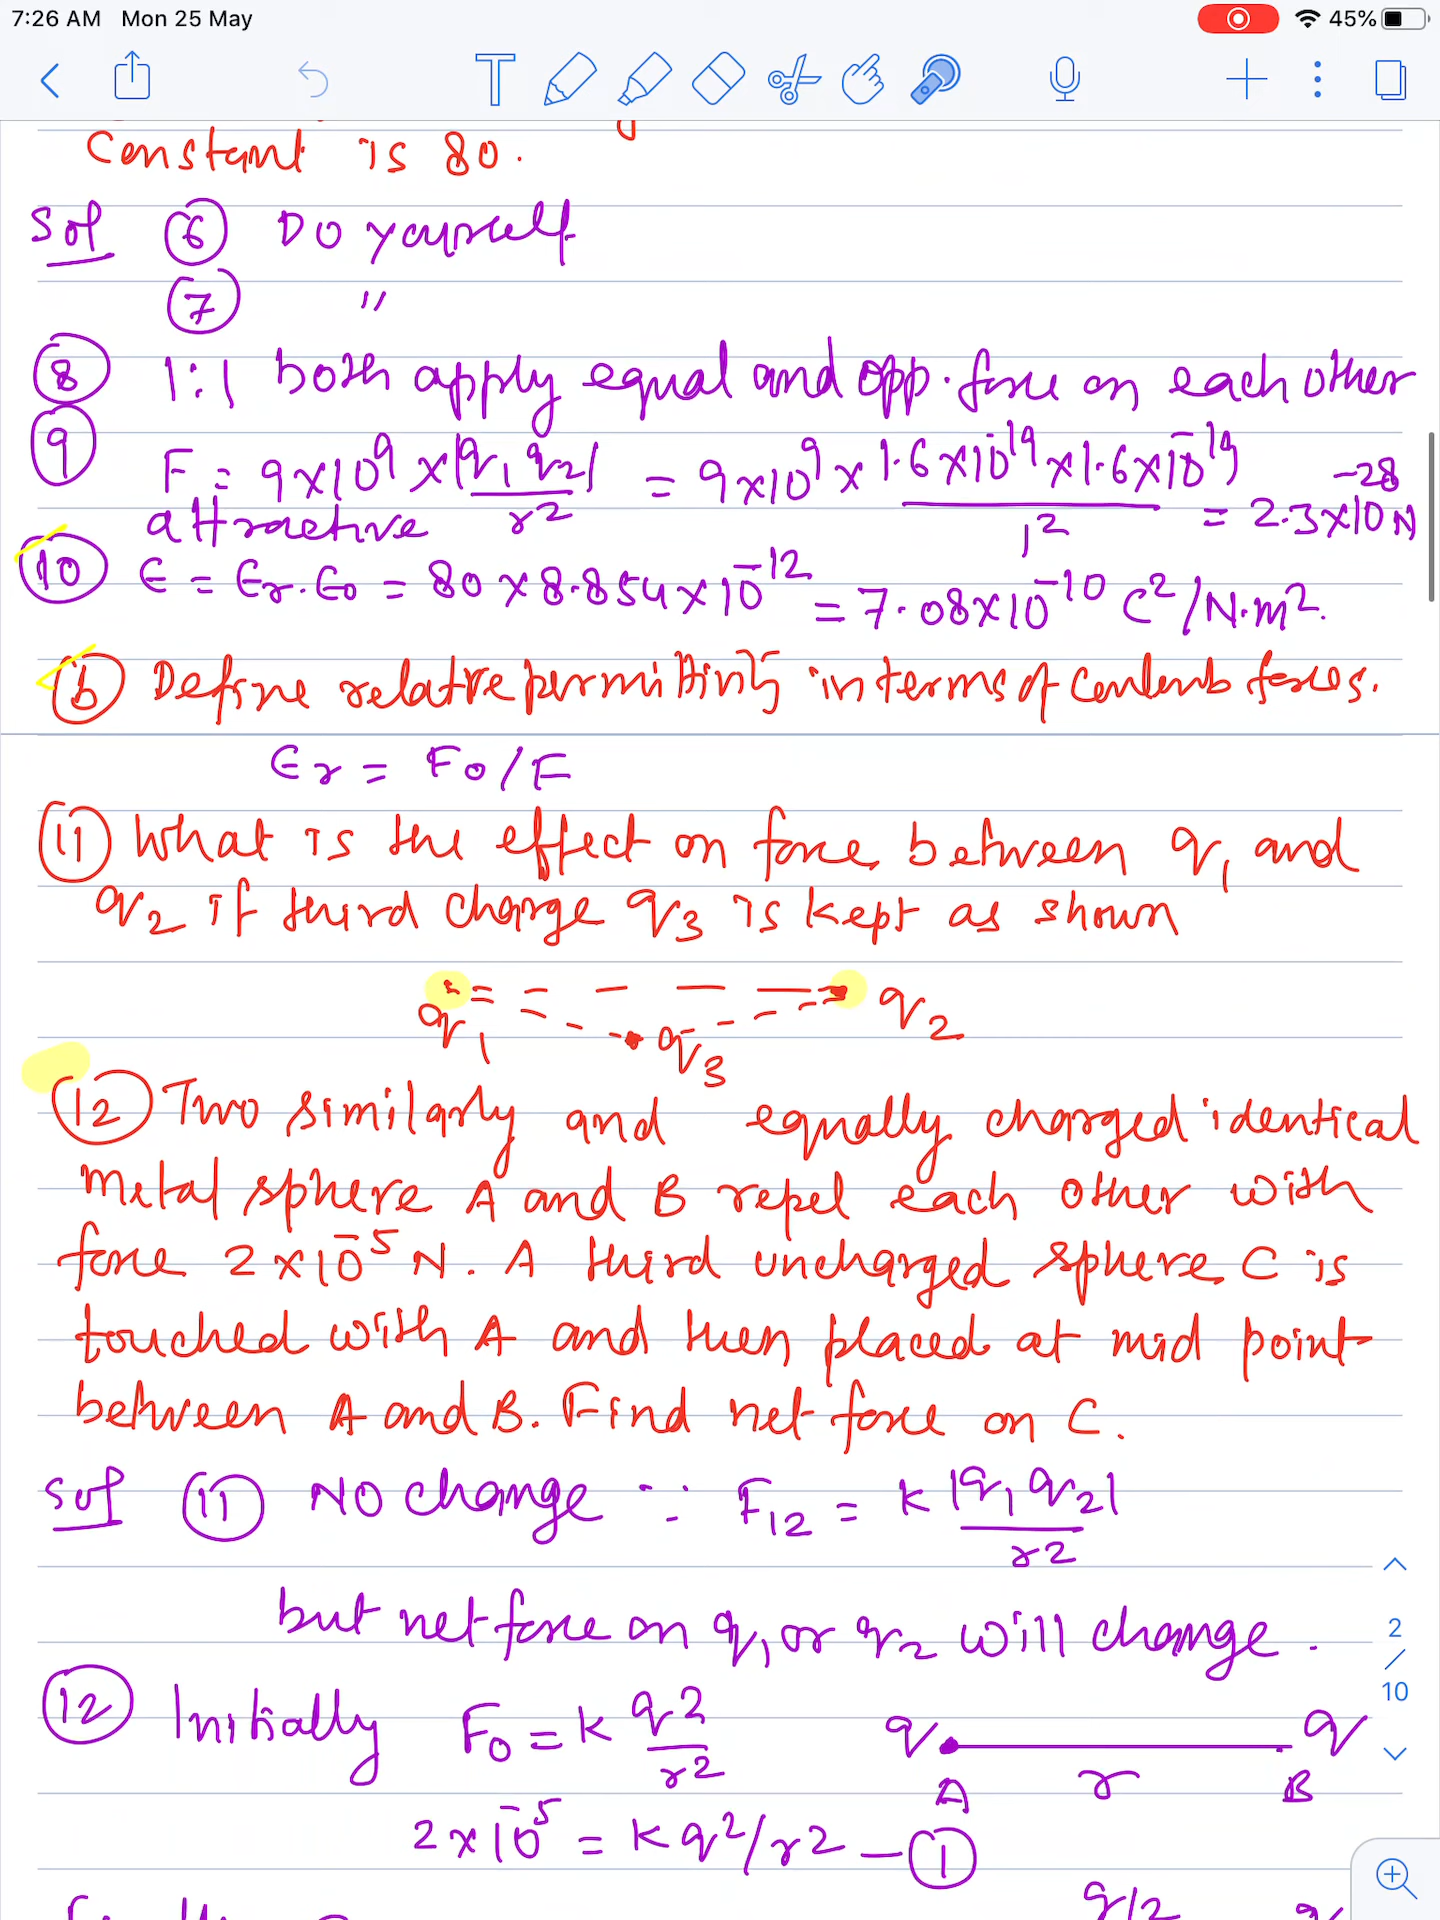 7:26 AM Mon 25 May
45%
T
Constant is 80.
Sol (6) Do yourself
(7) "
(8) 1:1 both apply equal and opp. force on each other
(9) F = 9×10⁹ × |q₁q₂|/r² = 9×10⁹ × 1.6×10⁻¹⁹×1.6×10⁻¹⁹/1² = 2.3×10⁻²⁸ N
attractive
(10) ∈ = ∈r.∈o = 80 × 8.854×10⁻¹² = 7.08×10⁻¹⁰ C²/N.m².
(b) Define relative permittivity in terms of Coulomb forces.
∈r = Fo/F
(11) What is the effect on force between q₁ and
q₂ if third charge q₃ is kept as shown
q₁ q₃ q₂
(12) Two similarly and equally charged identical
metal sphere A and B repel each other with
force 2×10⁻⁵ N. A third uncharged sphere C is
touched with A and then placed at mid point
between A and B. Find net force on C.
Sol (11) NO change ∵ F₁₂ = K|q₁q₂|/r²
but net force on q₁ or q₂ will change.
2
/
10
(12) Initially Fo = K q²/r² q q
A r B
2×10⁻⁵ = Kq²/r² — (1)
q/2 q